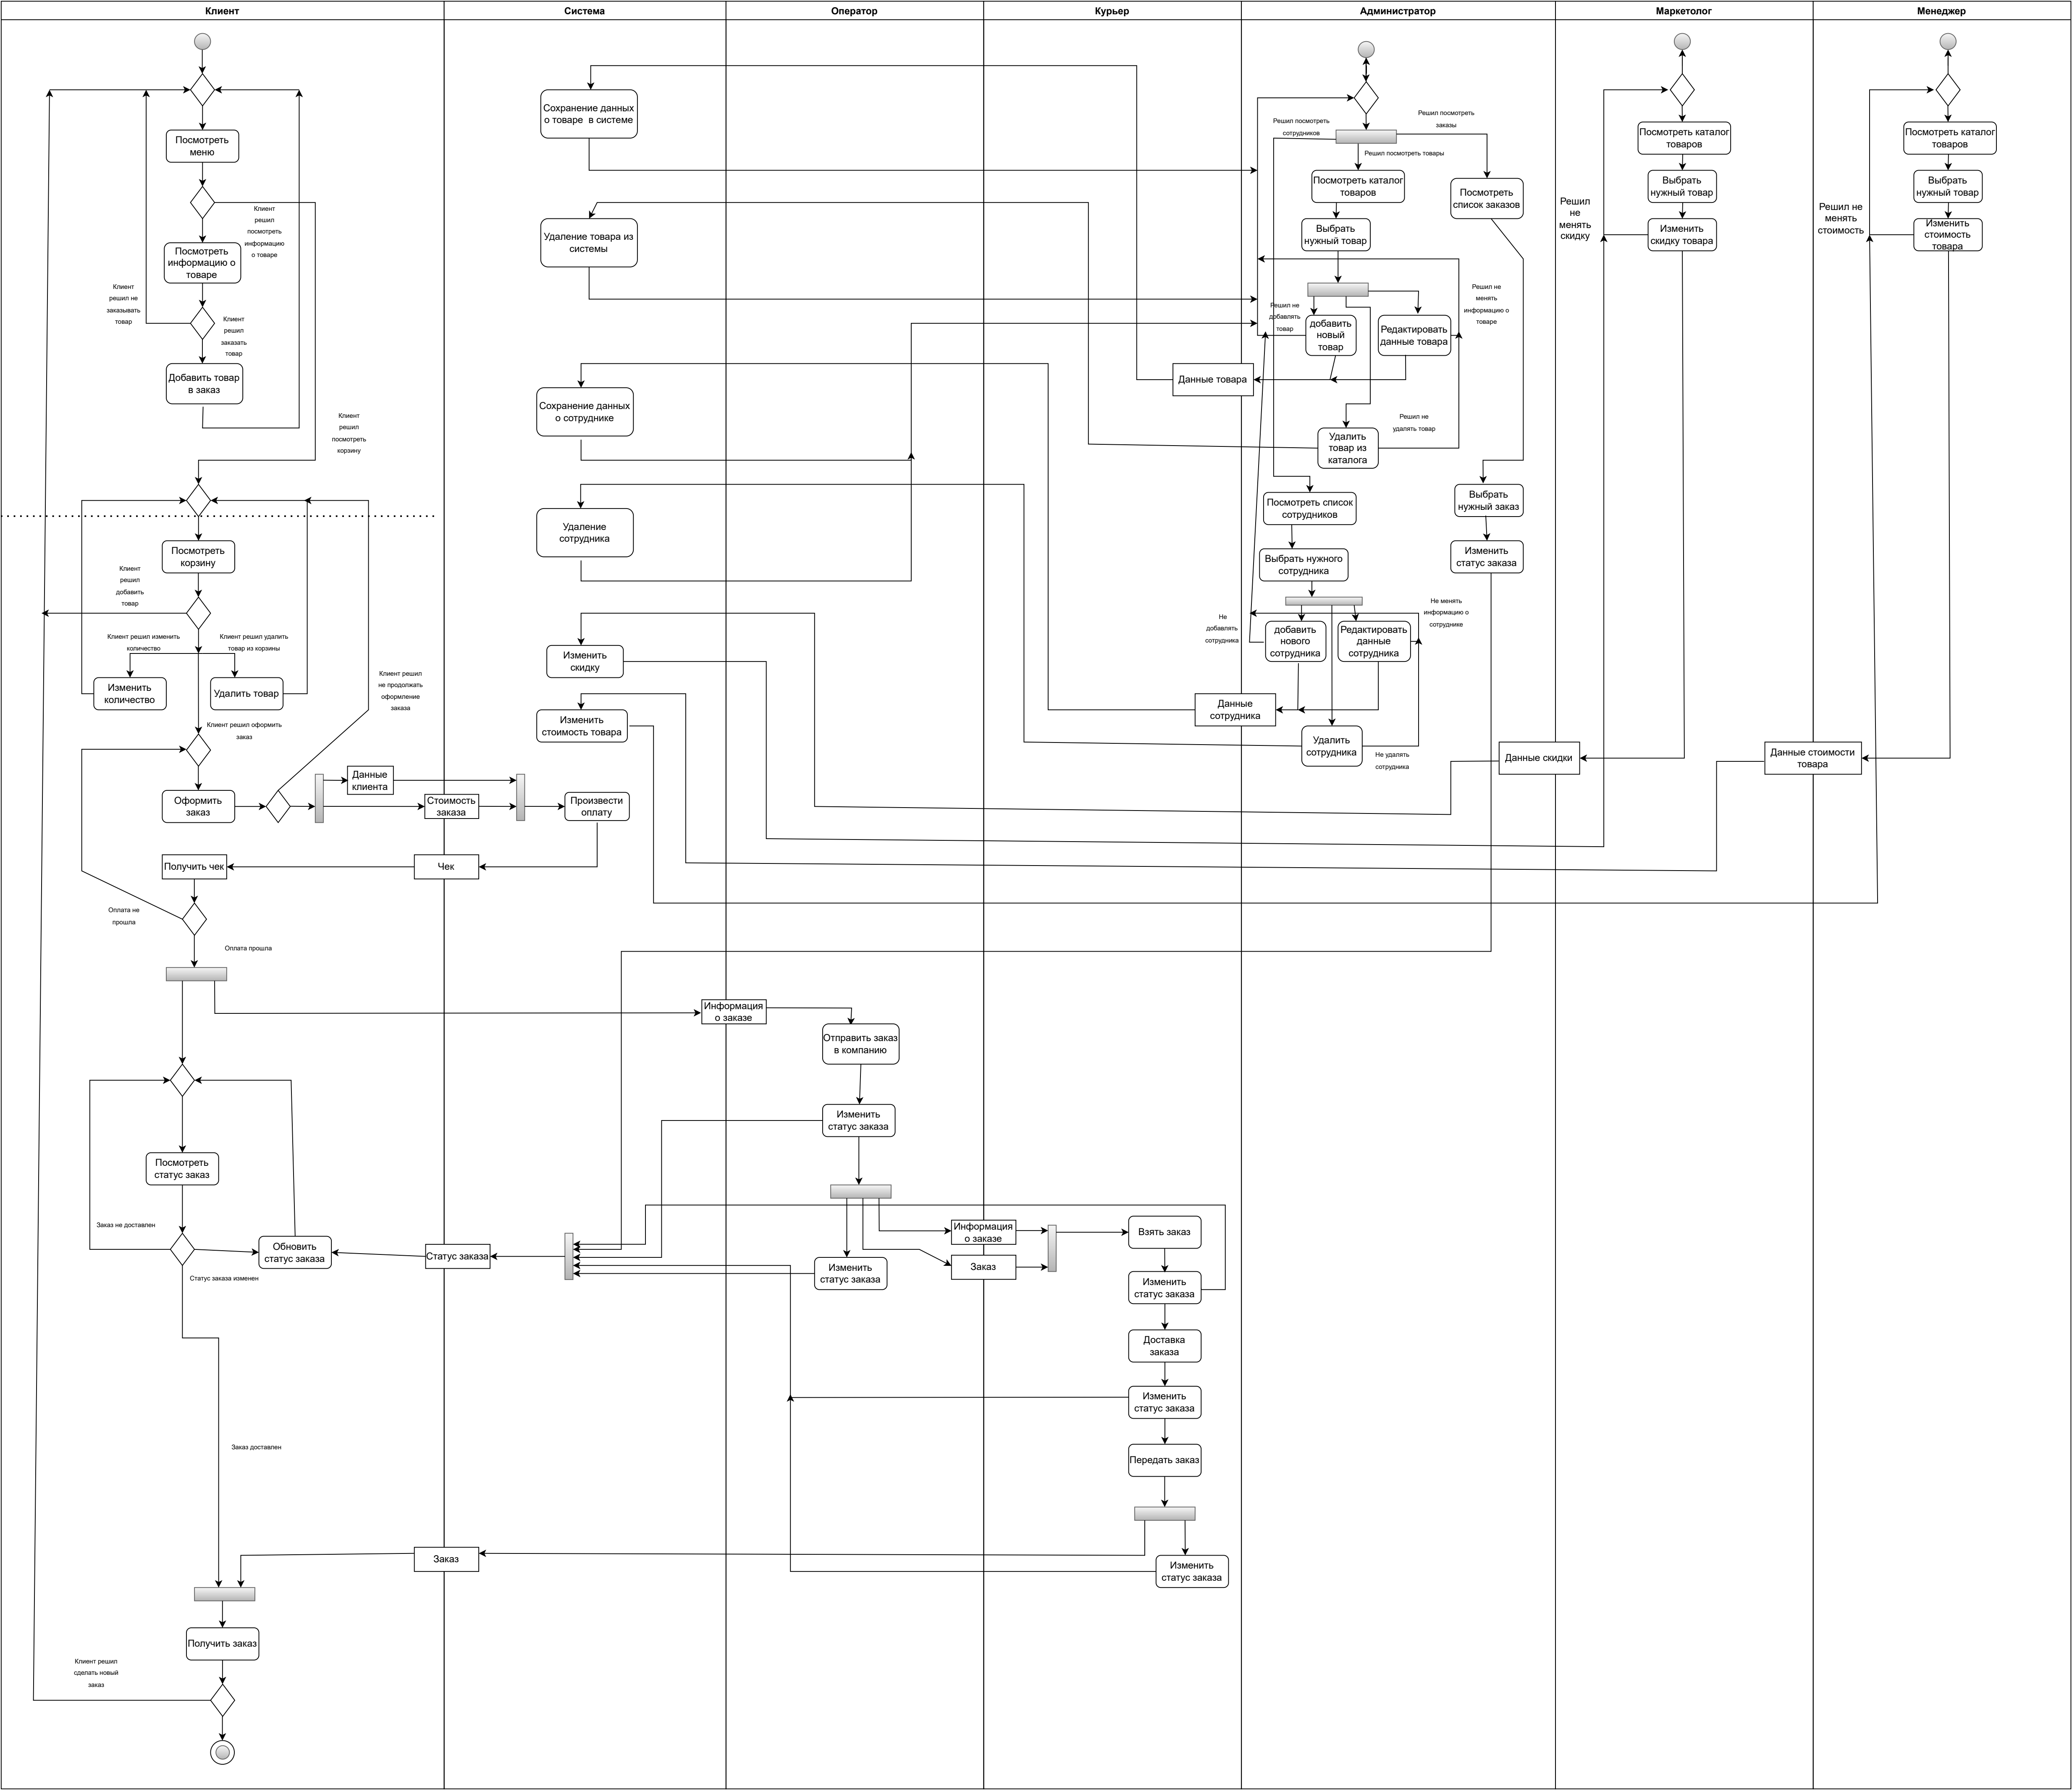 Клиент
Система
Оператор
Курьер
Администратор
Маркетолог
Менеджер
Посмотреть
меню
Клиент
решил
посмотреть
информацию
о товаре
Посмотреть
информацию о
товаре
Клиент
решил не
заказывать
товар
Клиент
решил
заказать
товар
Добавить товар
в заказ
Клиент
решил
посмотреть
корзину
Посмотреть
корзину
Клиент
решил
добавить
товар
Клиент решил изменить
количество
Клиент решил удалить
товар из корзины
Изменить
количество
Удалить товар
Клиент решил
не продолжать
оформление
заказа
Клиент решил оформить
заказ
Оформить
заказ
Данные
клиента
Стоимость
заказа
Произвести
оплату
Получить чек
Чек
Оплата не
прошла
Оплата прошла
Посмотреть
статус заказ
Заказ не доставлен
Обновить
статус заказа
Статус заказа изменен
Статус заказа
Заказ доставлен
Заказ
Получить заказ
Клиент решил
сделать новый
заказ
Сохранение данных
о товаре  в системе
Удаление товара из
системы
Сохранение данных
о сотруднике
Удаление
сотрудника
Изменить
скидку
Изменить
стоимость товара
Информация
о заказе
Отправить заказ
в компанию
Изменить
статус заказа
Изменить
статус заказа
Информация
о заказе
Заказ
Взять заказ
Изменить
статус заказа
Доставка
заказа
Изменить
статус заказа
Передать заказ
Изменить
статус заказа
Решил посмотреть
сотрудников
Решил посмотреть
заказы
Решил посмотреть товары
Посмотреть каталог
товаров
Посмотреть
список заказов
Выбрать
нужный товар
Решил не
добавлять
товар
добавить
новый
товар
Редактировать
данные товара
Решил не
менять
информацию о
товаре
Данные товара
Решил не
удалять товар
Удалить
товар из
каталога
Посмотреть список
сотрудников
Выбрать
нужный заказ
Выбрать нужного
сотрудника
Изменить
статус заказа
Не
добавлять
сотрудника
Не менять
информацию о
сотруднике
добавить
нового
сотрудника
Редактировать
данные
сотрудника
Данные
сотрудника
Удалить
сотрудника
Не удалять
сотрудника
Посмотреть каталог
товаров
Выбрать
нужный товар
Решил
не
менять
скидку
Изменить
скидку товара
Данные скидки
Посмотреть каталог
товаров
Выбрать
нужный товар
Решил не
менять
стоимость
Изменить
стоимость
товара
Данные стоимости
товара